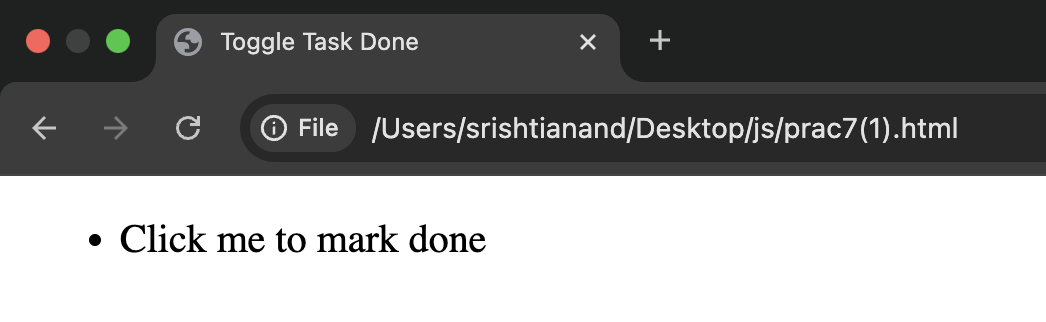 Toggle Task Done
File /Users/srishtianand/Desktop/js/prac7(1).html
Click me to mark done